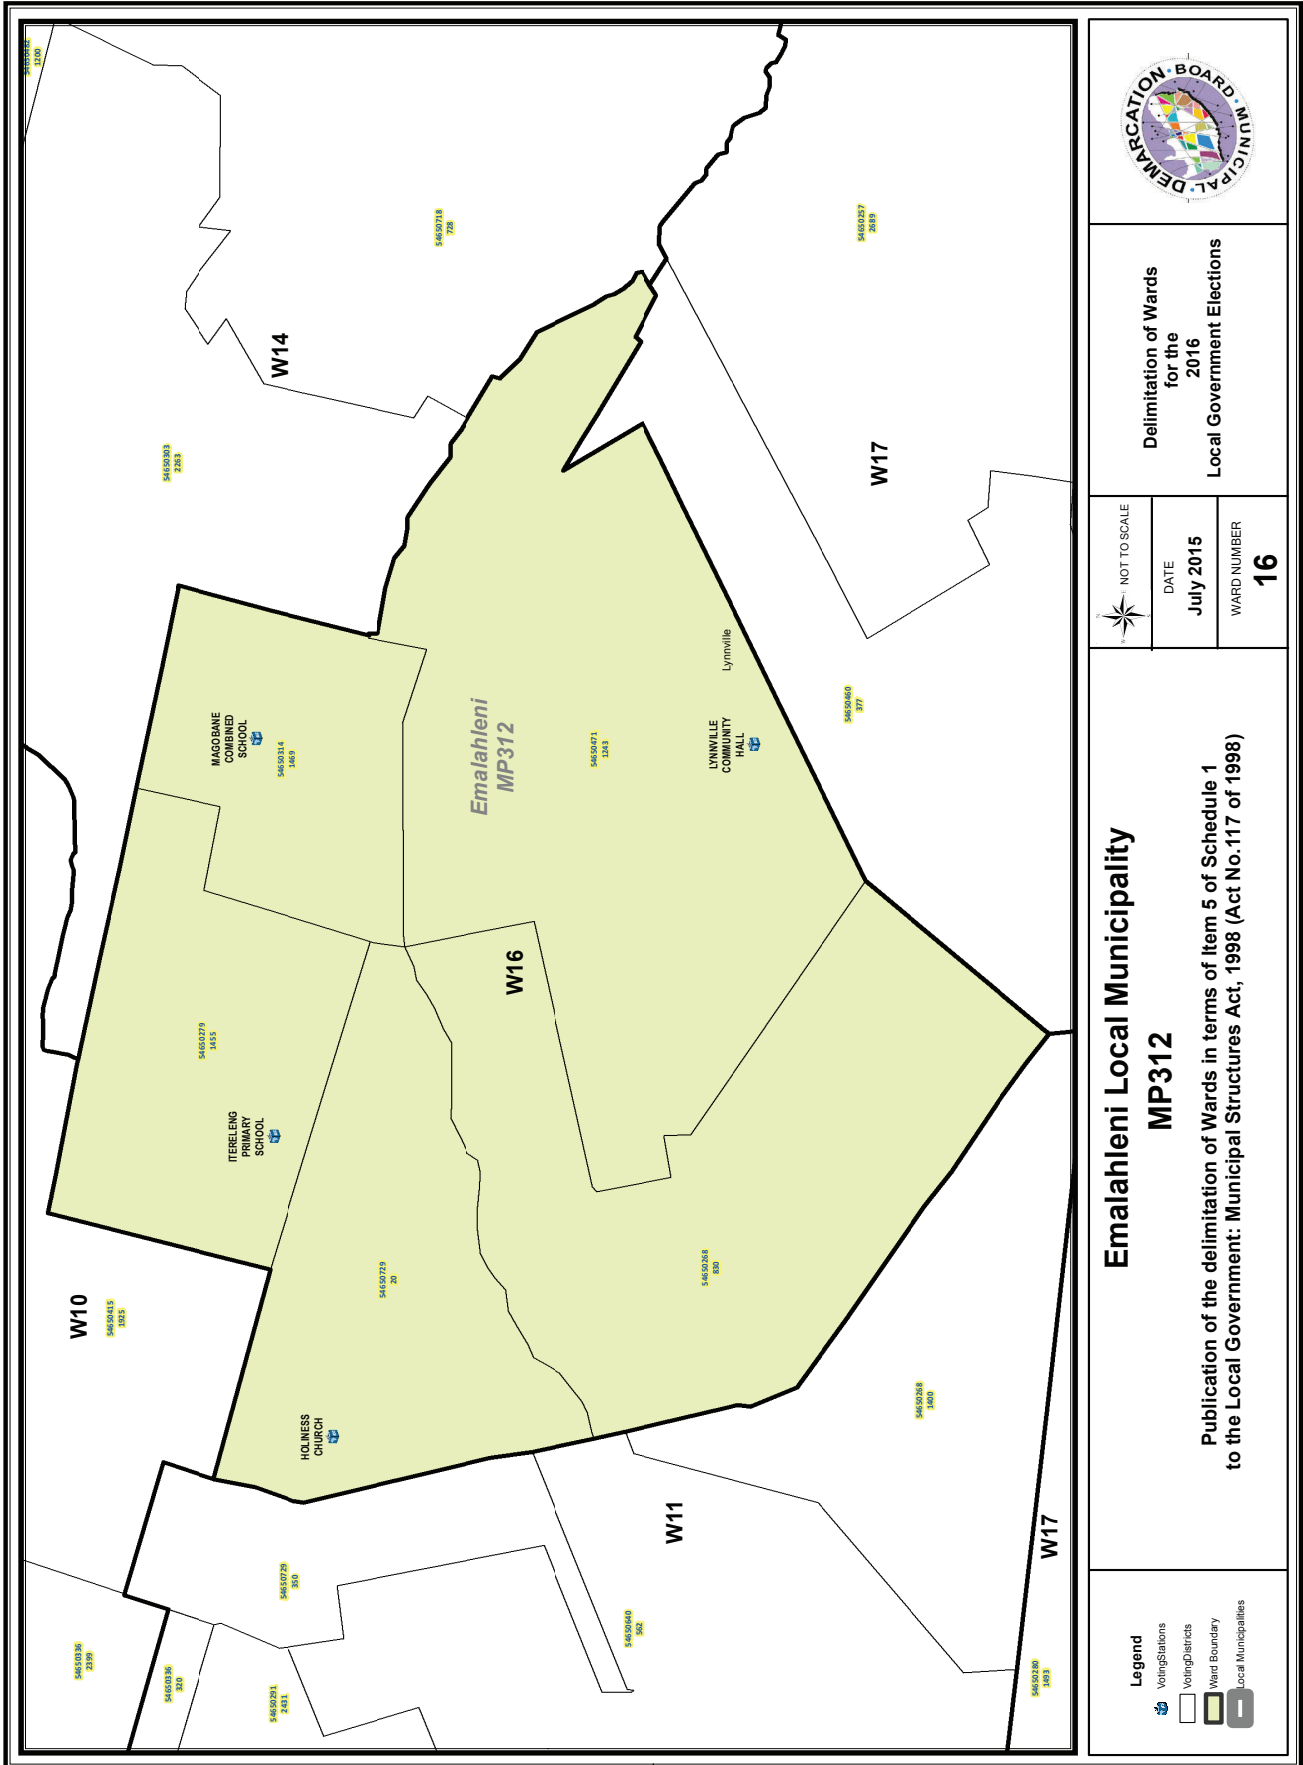 54650482
1200
54650718
728
54650257
2689
W14
54650303
2263
W17
MAGOBANE
COMBINED
SCHOOL
54650314
1469
Emalahleni
MP312
54650471
1243
Lynnville
LYNNVILLE
COMMUNITY
HALL
54650460
377
W16
54650279
1455
ITERELENG
PRIMARY
SCHOOL
54650729
20
54650268
830
W10
54650415
1925
HOLINESS
CHURCH
54650268
1400
W11
W17
54650729
350
54650640
562
54650336
2399
54650336
320
54650291
2431
54650280
1493
Legend
VotingStations
VotingDistricts
Ward Boundary
Local Municipalities
Emalahleni Local Municipality
MP312
Publication of the delimitation of Wards in terms of Item 5 of Schedule 1
to the Local Government: Municipal Structures Act, 1998 (Act No.117 of 1998)
N
W
E
S
NOT TO SCALE
DATE
July 2015
WARD NUMBER
16
Delimitation of Wards
for the
2016
Local Government Elections
MUNICIPAL · DEMARCATION · BOARD ·